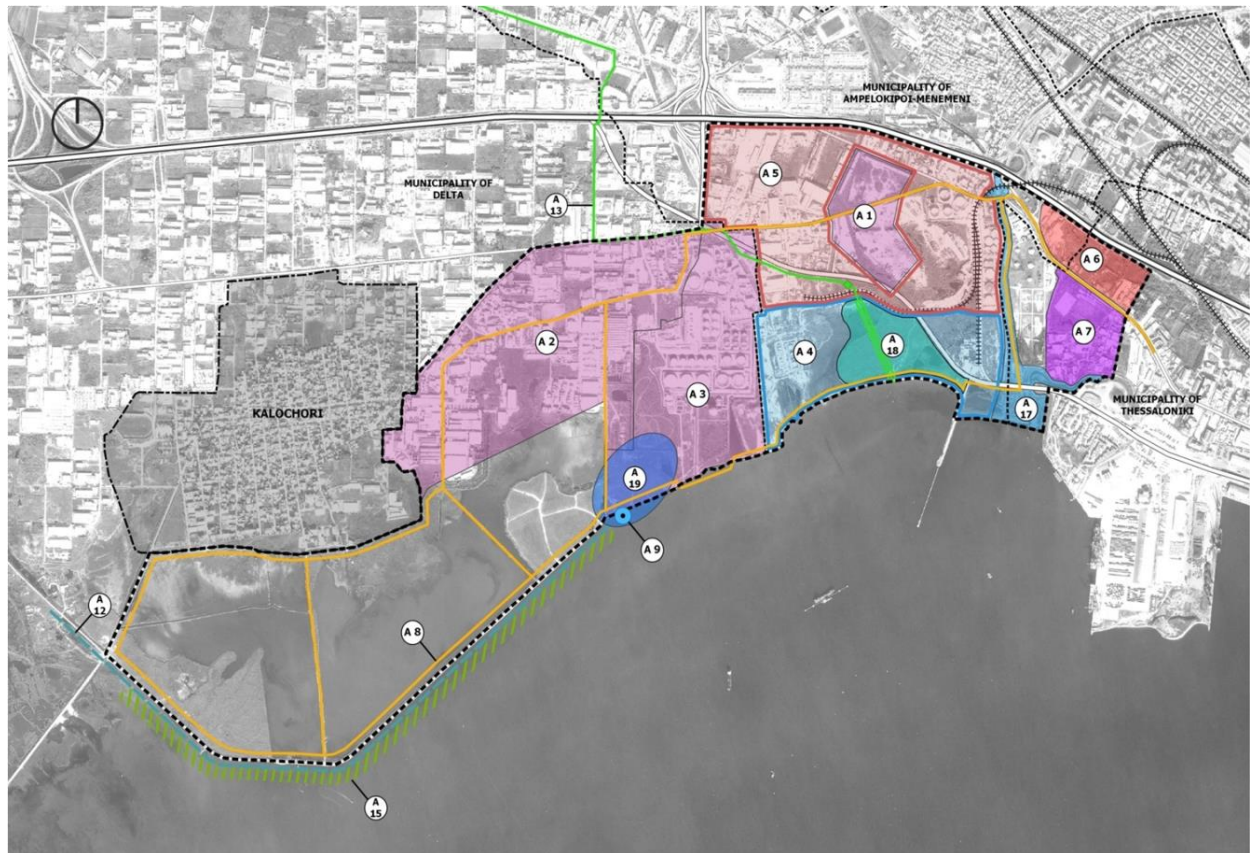 MUNICIPALITY OF
AMPELOKIPOI-MENEMENI
A 5
MUNICIPALITY OF
DELTA
A
13
A 1
A 6
A 7
A 2
A 4
A
18
A 3
KALOCHORI
A
17
MUNICIPALITY OF
THESSALONIKI
A
19
A 9
A
12
A 8
A
15